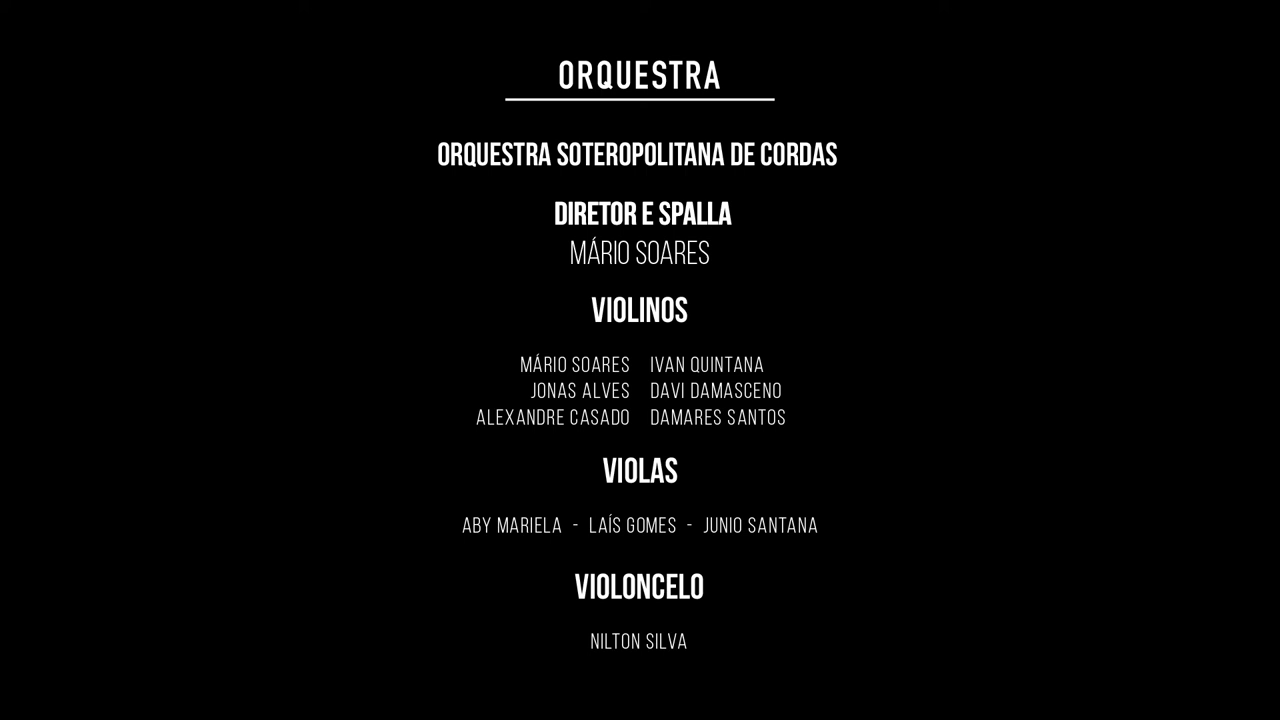 ORQUESTRA
ORQUESTRA SOTEROPOLITANA DE CORDAS
DIRETOR E SPALLA
MÁRIO SOARES
VIOLINOS
MÁRIO SOARES IVAN QUINTANA
JONAS ALVES DAVI DAMASCENO
ALEXANDRE CASADO DAMARES SANTOS
VIOLAS
ABY MARIELA - LAÍS GOMES - JUNIO SANTANA
VIOLONCELO
NILTON SILVA